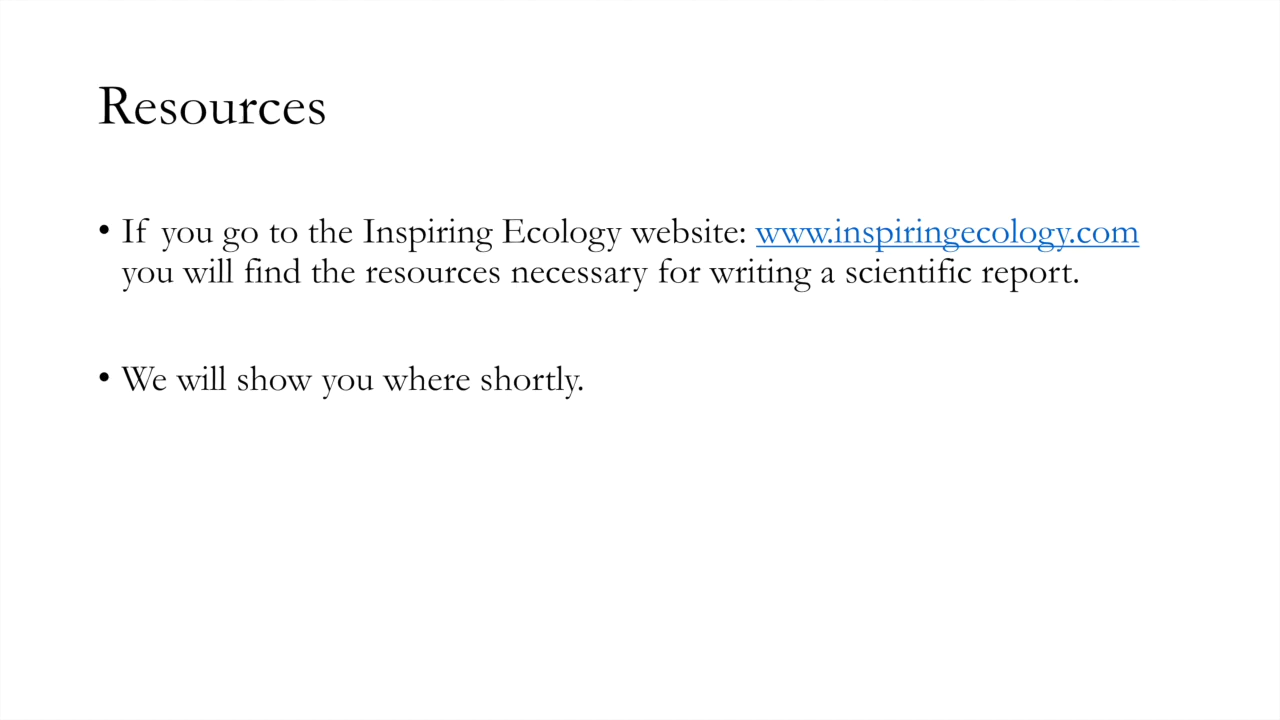 Resources
• If you go to the Inspiring Ecology website: www.inspiringecology.com
you will find the resources necessary for writing a scientific report.
• We will show you where shortly.